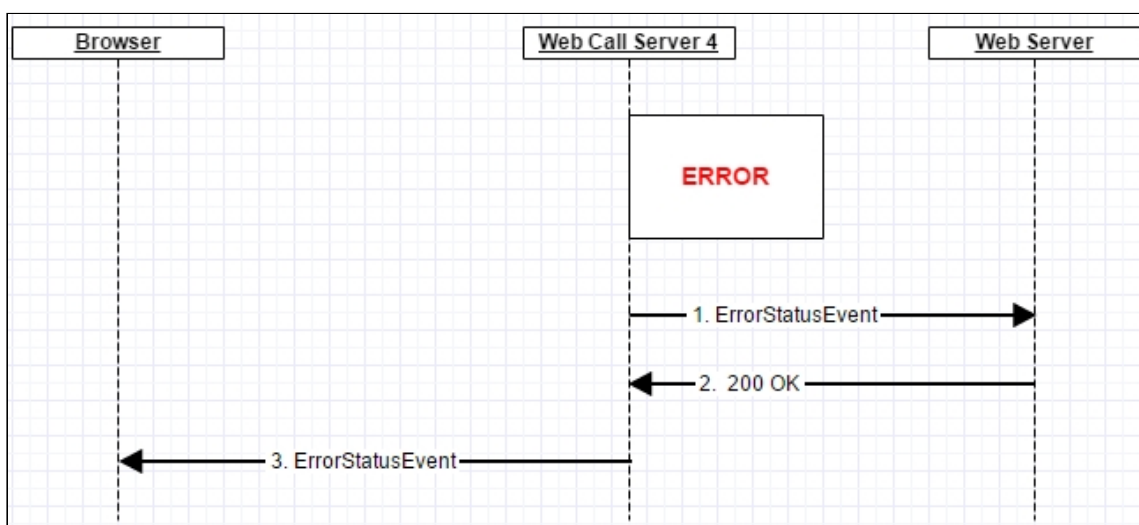 Browser
Web Call Server 4
Web Server
ERROR
1. ErrorStatusEvent
2. 200 OK
3. ErrorStatusEvent